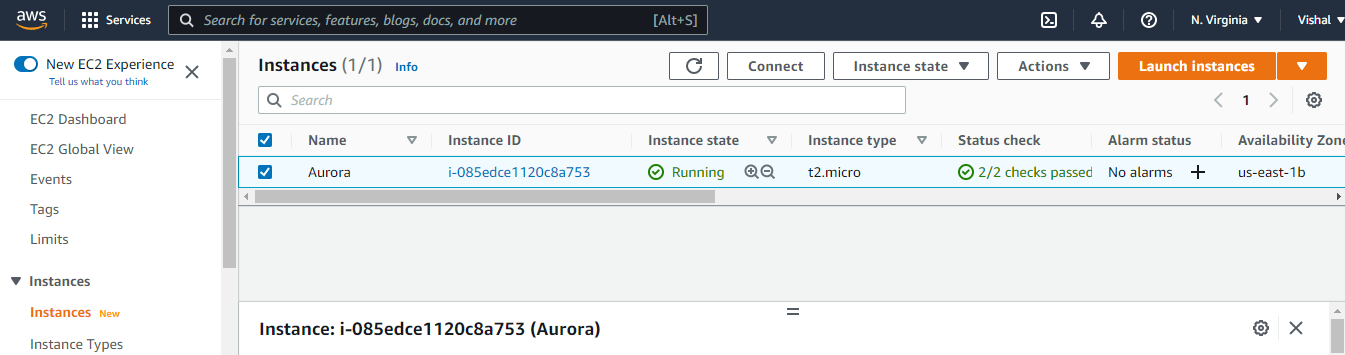 aws Services Search for services, features, blogs, docs, and more [Alt+S] N. Virginia Vishal
New EC2 Experience
Tell us what you think
EC2 Dashboard
EC2 Global View
Events
Tags
Limits
Instances
Instances New
Instance Types
Instances (1/1) Info Connect Instance state Actions Launch instances
Search
1
Name Instance ID Instance state Instance type Status check Alarm status Availability Zone
Aurora i-085edce1120c8a753 Running t2.micro 2/2 checks passed No alarms + us-east-1b
Instance: i-085edce1120c8a753 (Aurora)